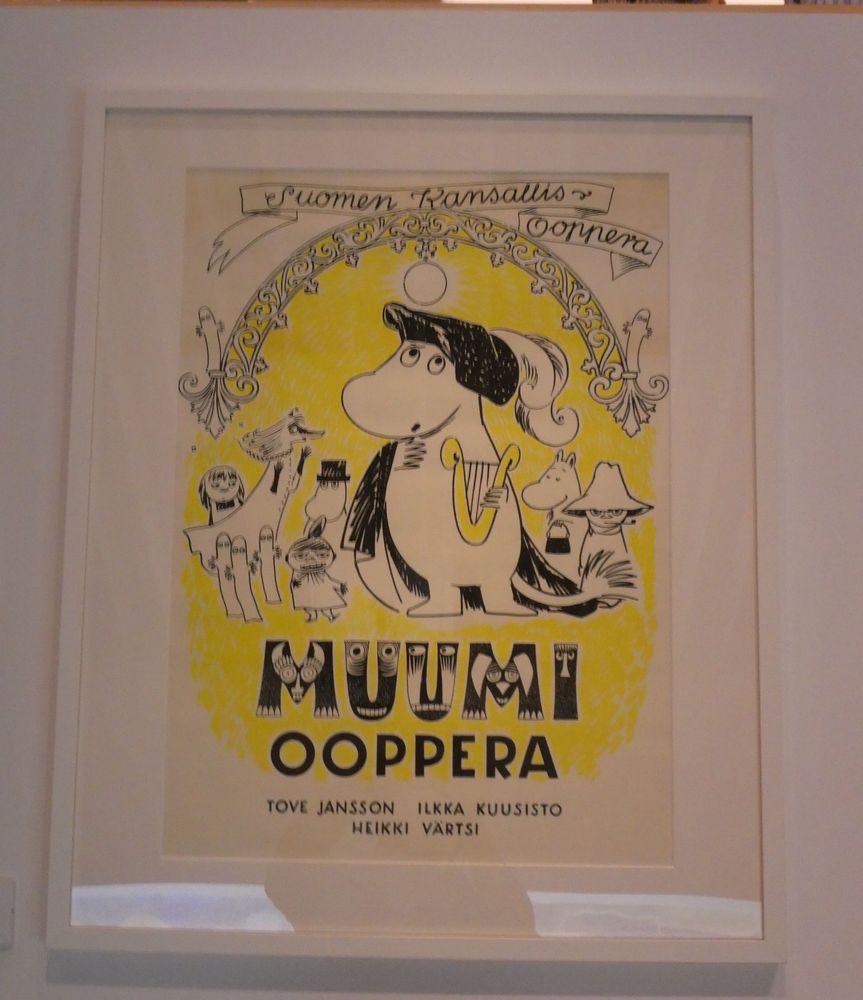 Suomen Kansallis-
Ooppera
MUUMI
OOPPERA
TOVE JANSSON ILKKA KUUSISTO
HEIKKI VÄRTSI